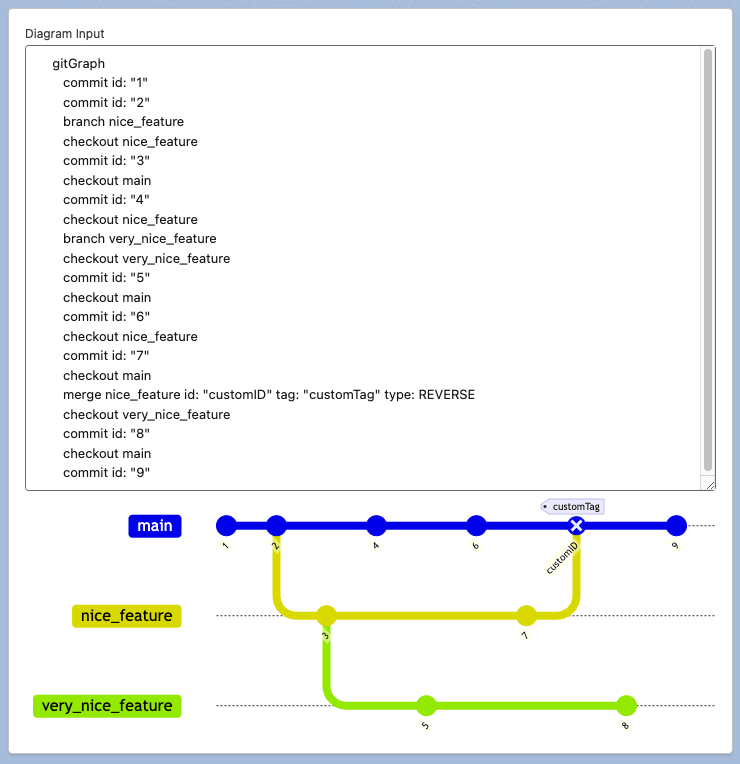 Diagram Input
gitGraph
commit id: "1"
commit id: "2"
branch nice_feature
checkout nice_feature
commit id: "3"
checkout main
commit id: "4"
checkout nice_feature
branch very_nice_feature
checkout very_nice_feature
commit id: "5"
checkout main
commit id: "6"
checkout nice_feature
commit id: "7"
checkout main
merge nice_feature id: "customID" tag: "customTag" type: REVERSE
checkout very_nice_feature
commit id: "8"
checkout main
commit id: "9"
customTag
main
1 2 4 6 customID 9
nice_feature
3 7
very_nice_feature
5 8